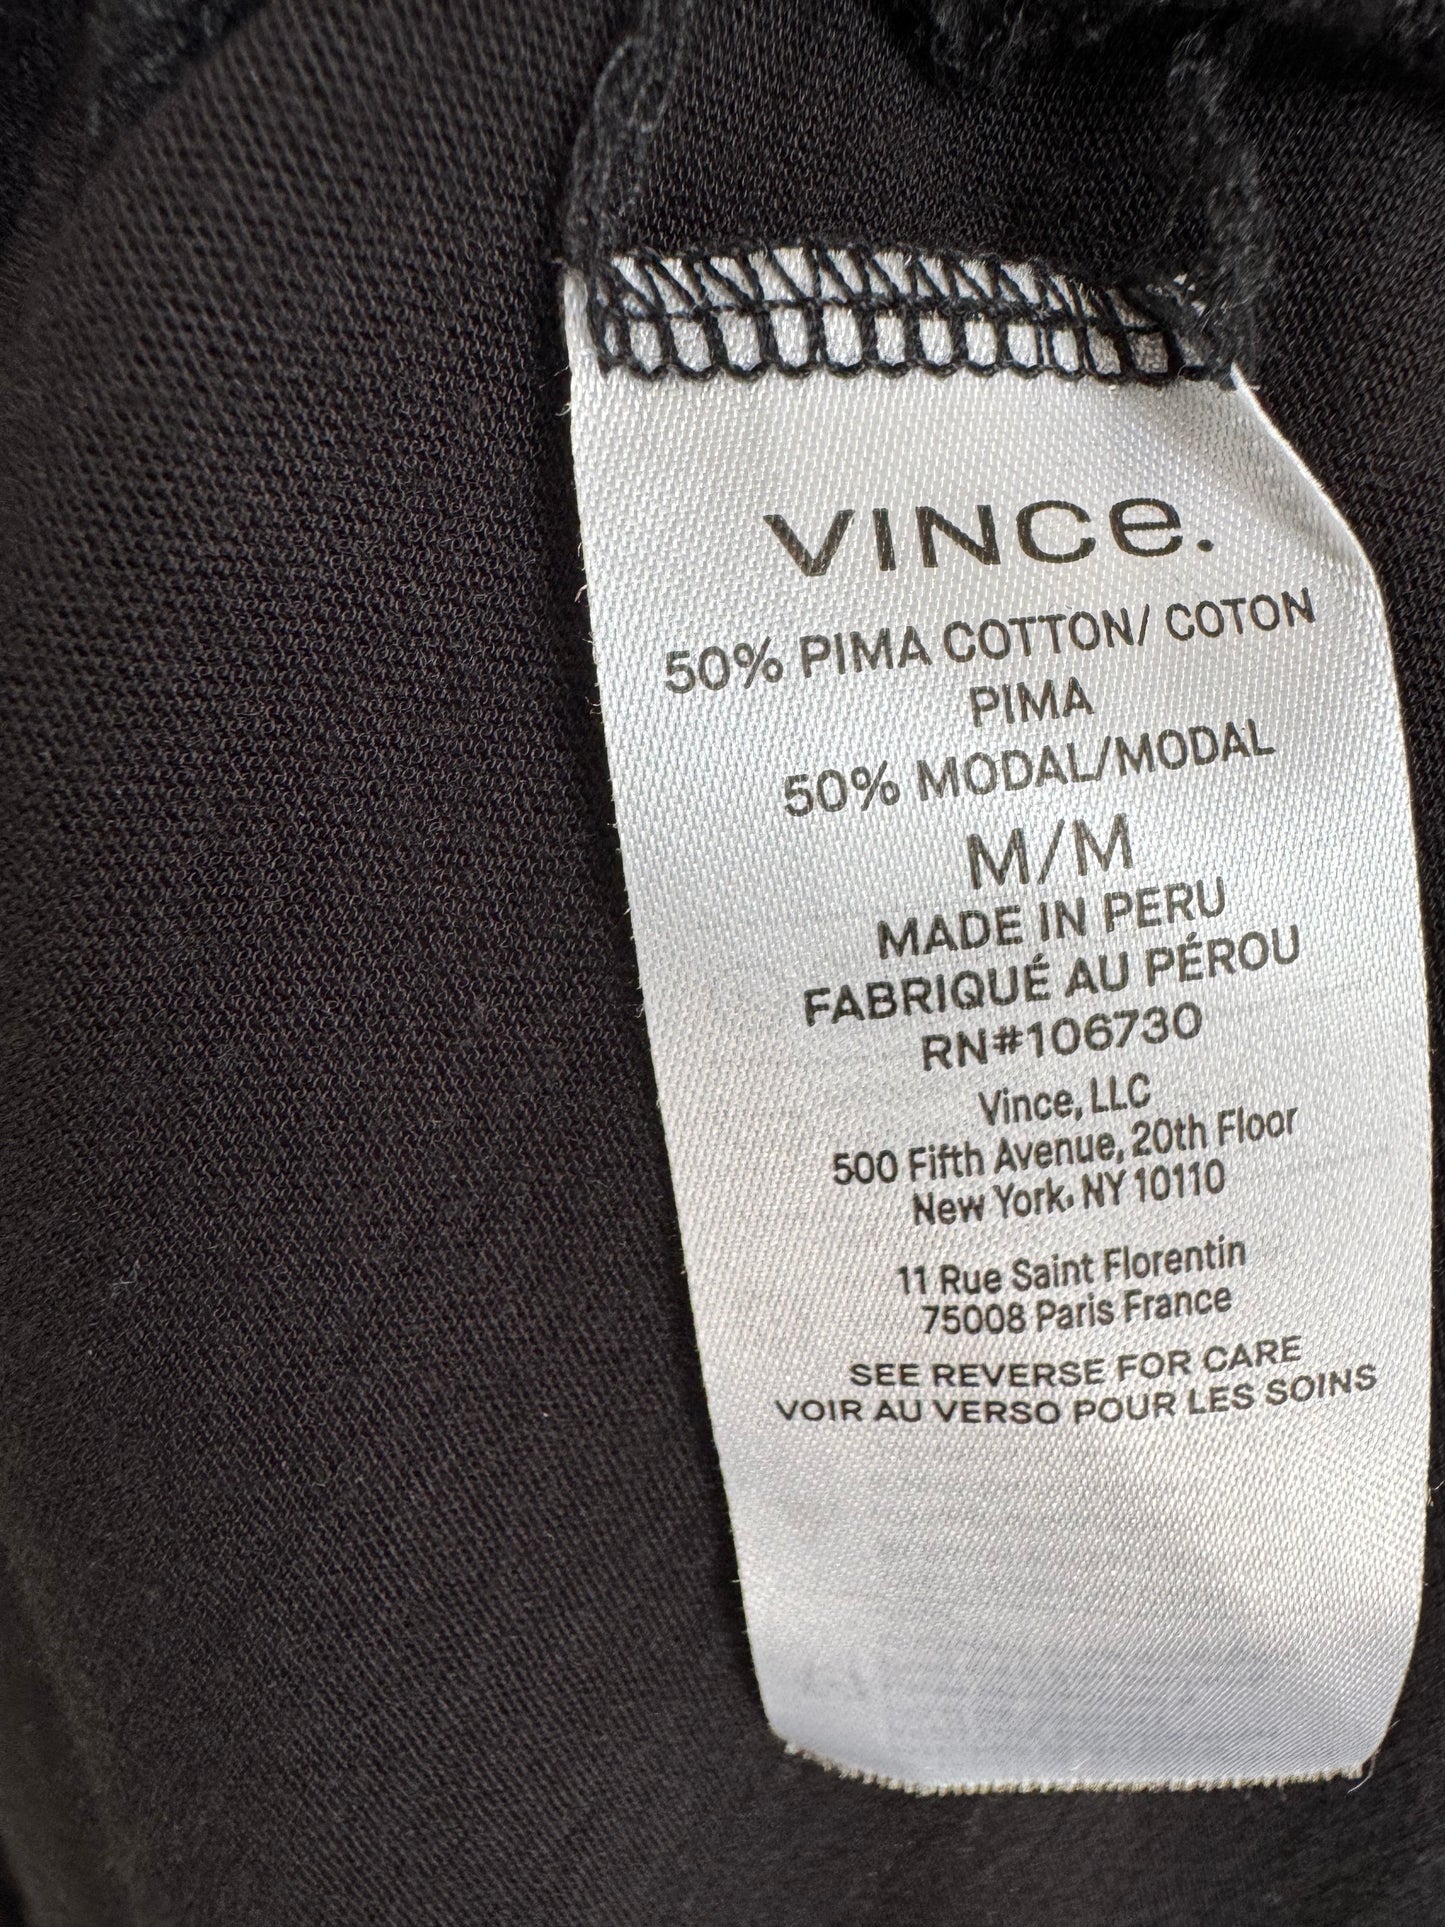 VINCe.
50% PIMA COTTON/ COTON
PIMA
50% MODAL/MODAL
M/M
MADE IN PERU
FABRIQUÉ AU PÉROU
RN#106730
Vince, LLC
500 Fifth Avenue, 20th Floor
New York, NY 10110
11 Rue Saint Florentin
75008 Paris France
SEE REVERSE FOR CARE
VOIR AU VERSO POUR LES SOINS